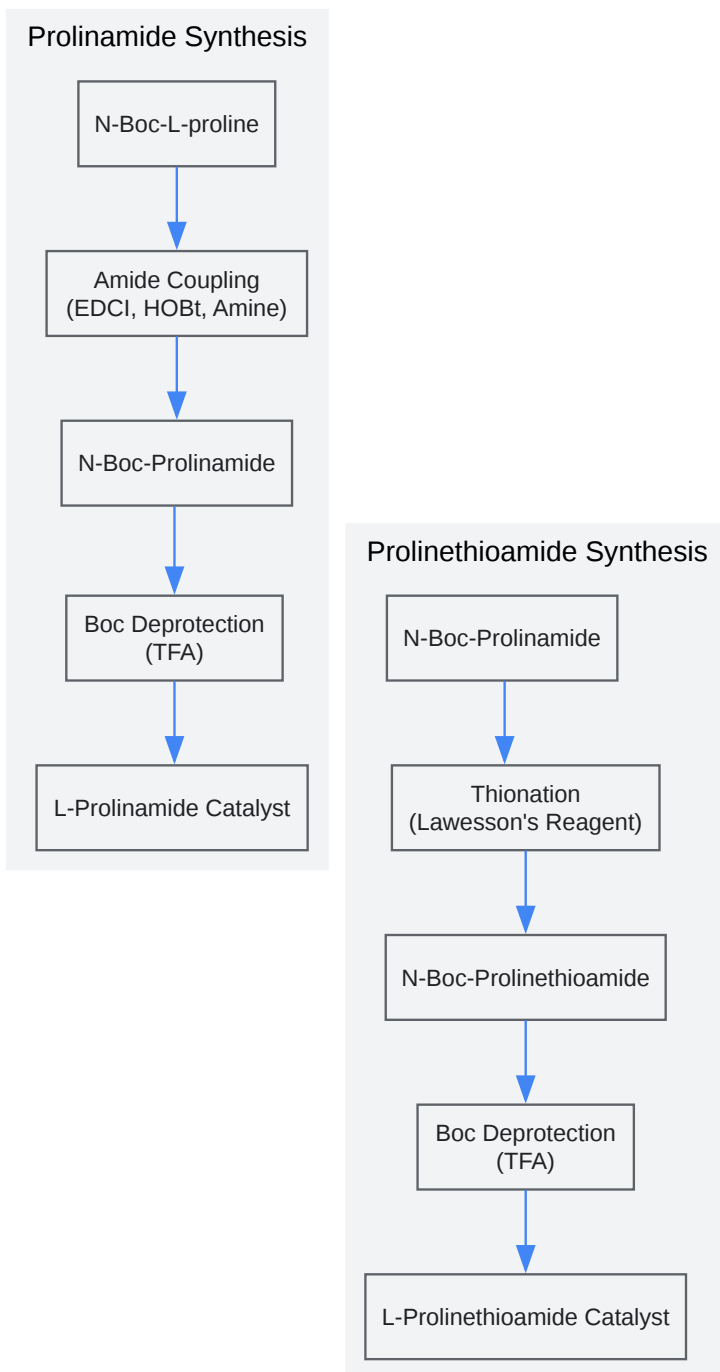 Prolinamide Synthesis
N-Boc-L-proline
Amide Coupling
(EDCI, HOBt, Amine)
N-Boc-Prolinamide
Boc Deprotection
(TFA)
L-Prolinamide Catalyst
Prolinethioamide Synthesis
N-Boc-Prolinamide
Thionation
(Lawesson's Reagent)
N-Boc-Prolinethioamide
Boc Deprotection
(TFA)
L-Prolinethioamide Catalyst